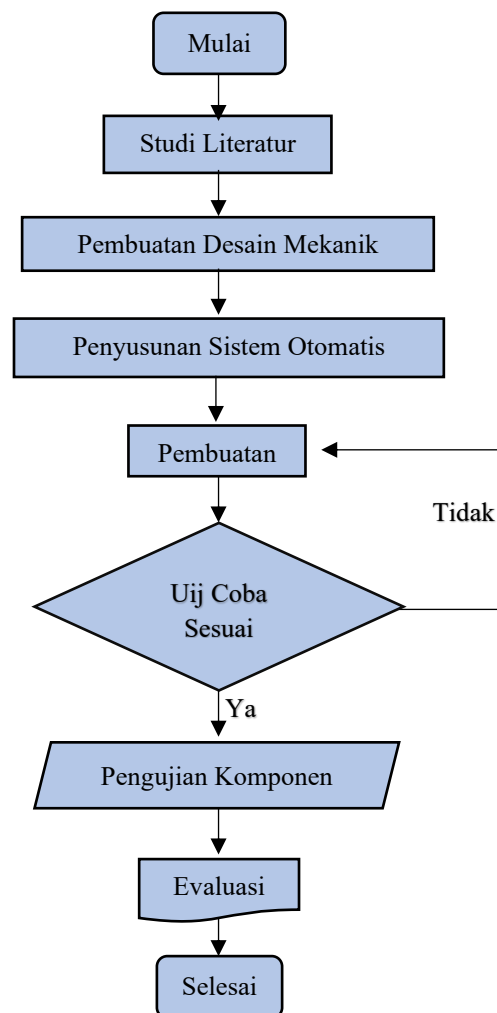 Mulai
Studi Literatur
Pembuatan Desain Mekanik
Penyusunan Sistem Otomatis
Pembuatan
Tidak
Uij Coba
Sesuai
Ya
Pengujian Komponen
Evaluasi
Selesai